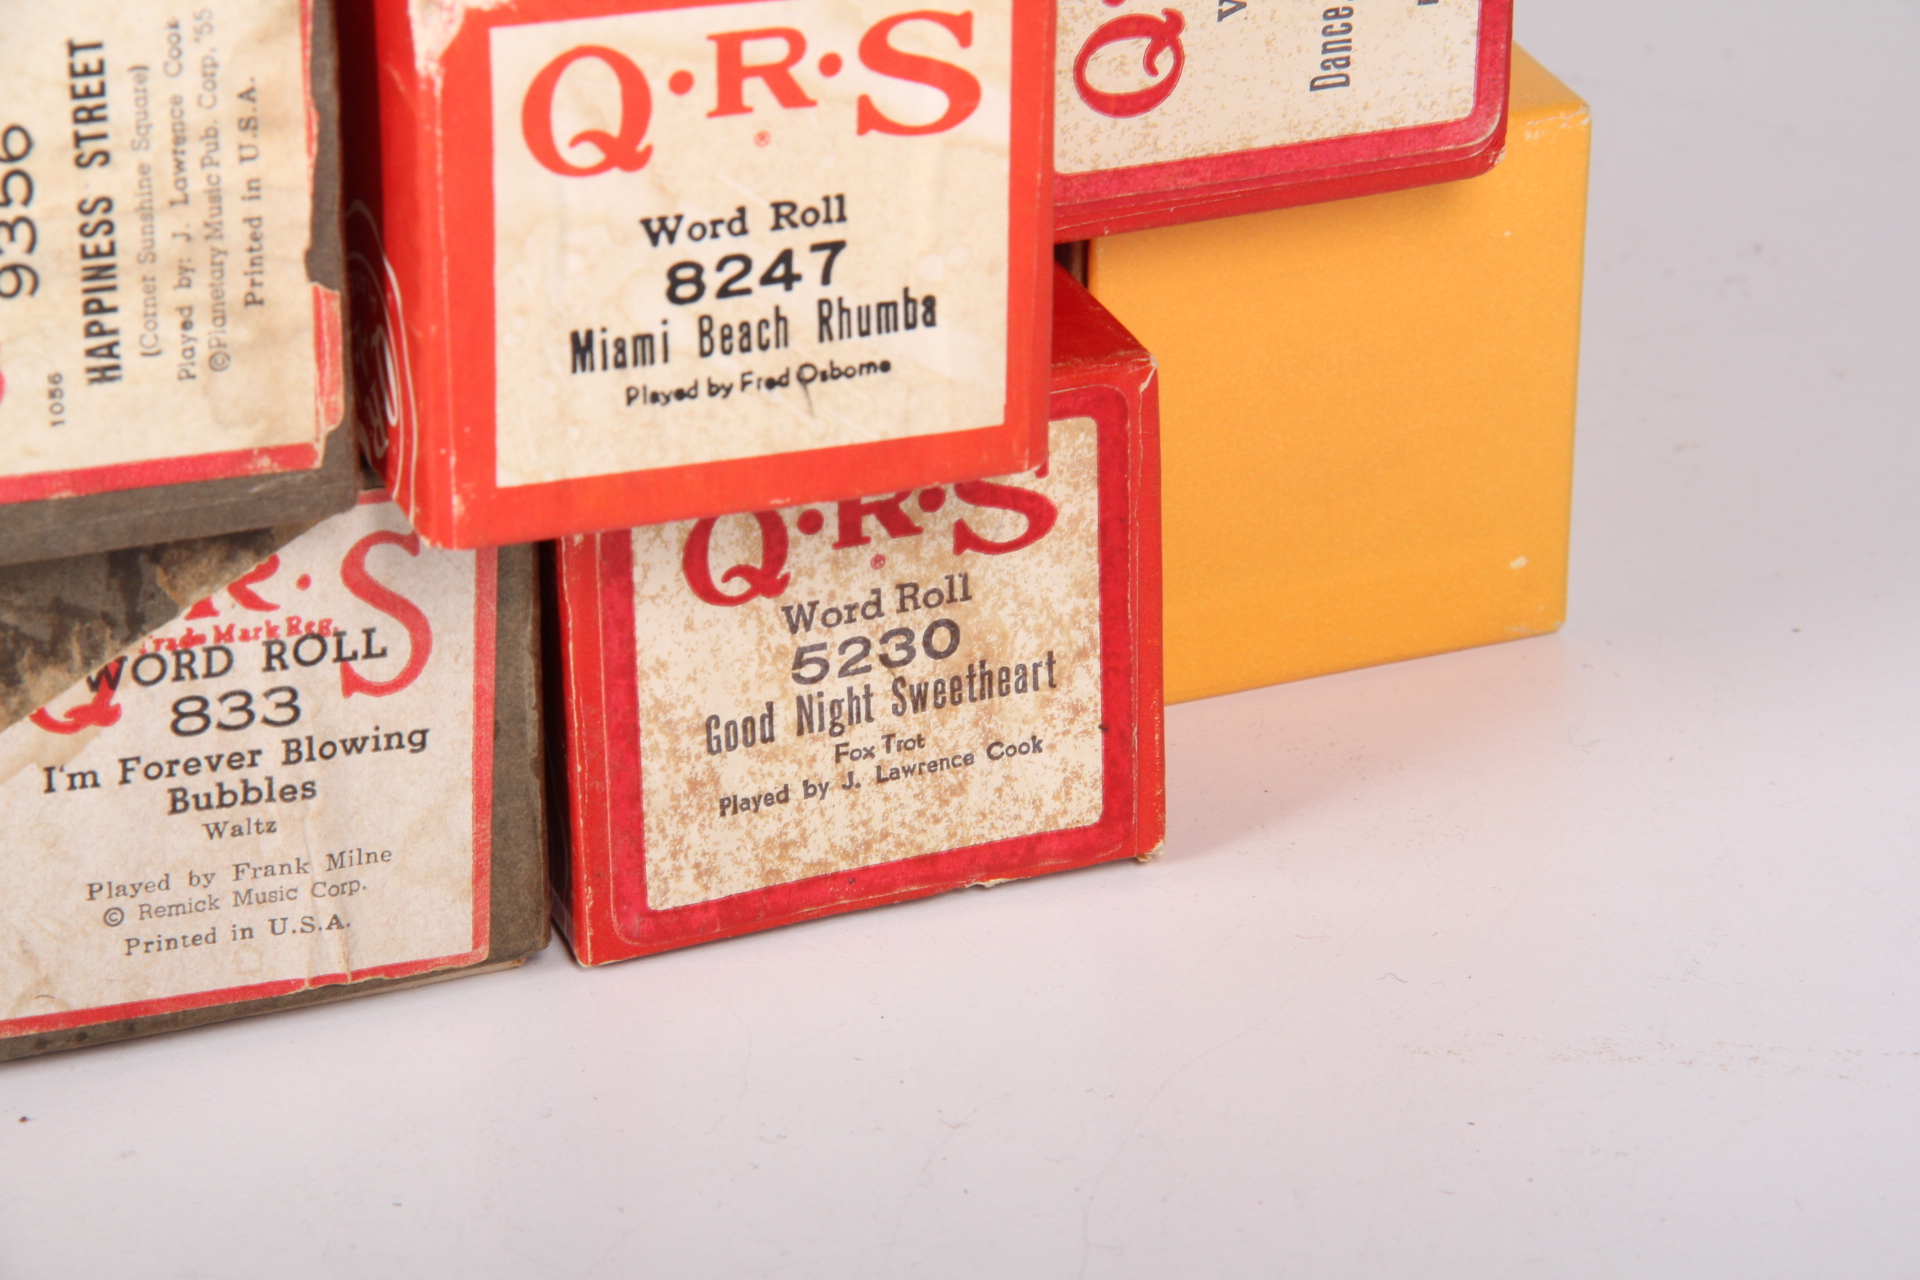 9356
HAPPINESS STREET
(Corner Sunshine Square)
Played by: J. Lawrence Cook
©Planetary Music Pub. Corp. '55
Printed in U.S.A.
1056
Q·R·S
®
Word Roll
8247
Miami Beach Rhumba
Played by Fred Osborne
Dance,
Q·R·S
Trade Mark Reg.
WORD ROLL
833
I'm Forever Blowing
Bubbles
Waltz
Played by Frank Milne
© Remick Music Corp.
Printed in U.S.A.
Q·R·S
®
Word Roll
5230
Good Night Sweetheart
Fox Trot
Played by J. Lawrence Cook